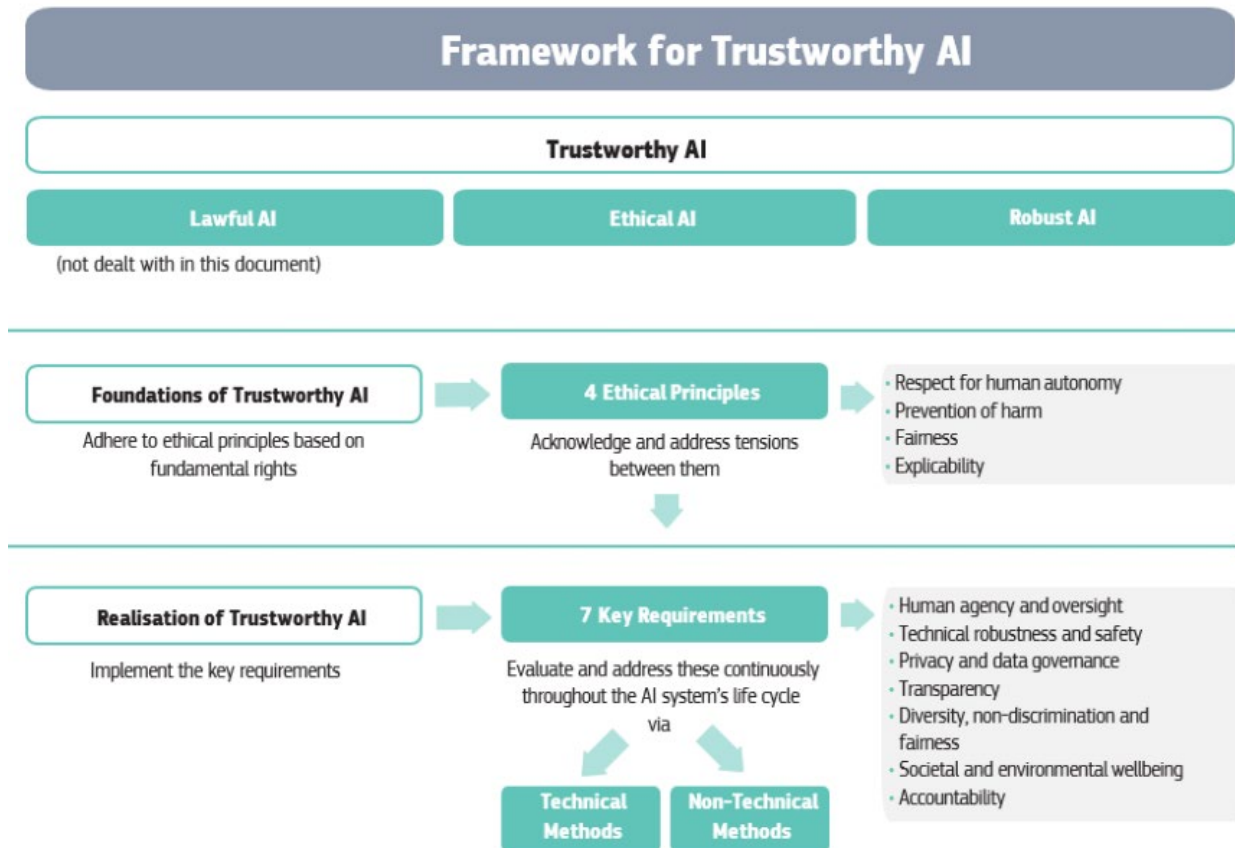 Framework for Trustworthy AI
Trustworthy AI
Lawful AI
Ethical AI
Robust AI
(not dealt with in this document)
Foundations of Trustworthy AI
Adhere to ethical principles based on
fundamental rights
4 Ethical Principles
Acknowledge and address tensions
between them
• Respect for human autonomy
• Prevention of harm
• Fairness
• Explicability
Realisation of Trustworthy AI
Implement the key requirements
7 Key Requirements
Evaluate and address these continuously
throughout the AI system's life cycle
via
Technical
Methods
Non-Technical
Methods
• Human agency and oversight
• Technical robustness and safety
• Privacy and data governance
• Transparency
• Diversity, non-discrimination and
fairness
• Societal and environmental wellbeing
• Accountability